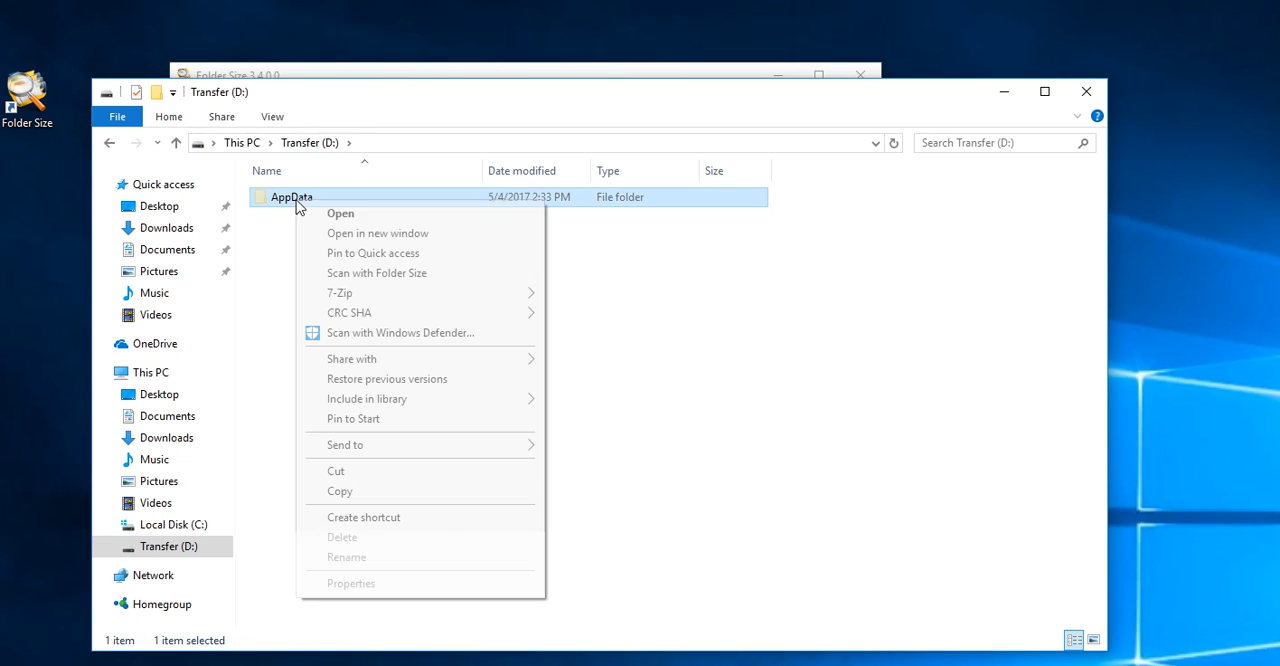 Folder Size 3.4.0.0
Transfer (D:)
Folder Size
File Home Share View
This PC Transfer (D:) Search Transfer (D:)
Name Date modified Type Size
AppData 5/4/2017 2:33 PM File folder
Quick access
Desktop
Downloads
Documents
Pictures
Music
Videos
OneDrive
This PC
Desktop
Documents
Downloads
Music
Pictures
Videos
Local Disk (C:)
Transfer (D:)
Network
Homegroup
Open
Open in new window
Pin to Quick access
Scan with Folder Size
7-Zip
CRC SHA
Scan with Windows Defender...
Share with
Restore previous versions
Include in library
Pin to Start
Send to
Cut
Copy
Create shortcut
Delete
Rename
Properties
1 item 1 item selected